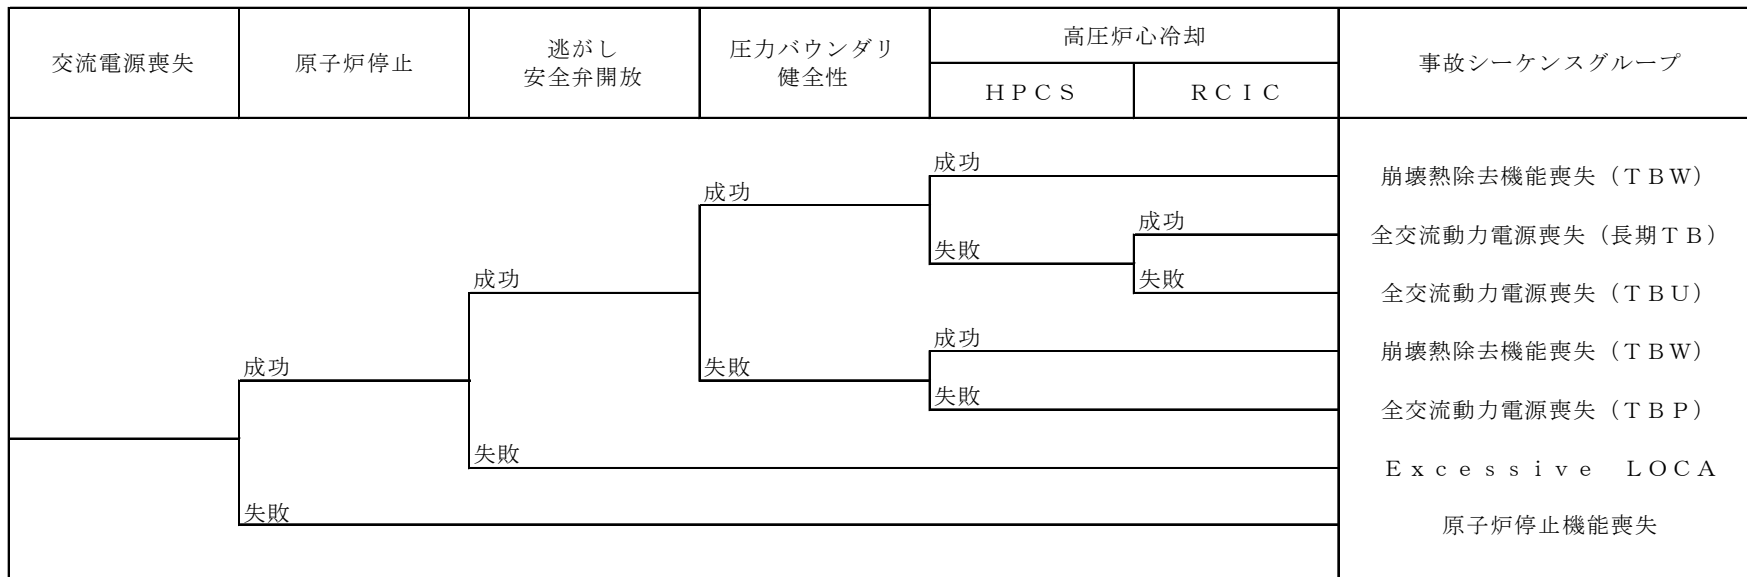 交流電源喪失
原子炉停止
逃がし
安全弁開放
圧力バウンダリ
健全性
高圧炉心冷却
ＨＰＣＳ
ＲＣＩＣ
事故シーケンスグループ
成功
崩壊熱除去機能喪失（ＴＢＷ）
成功
成功
全交流動力電源喪失（長期ＴＢ）
失敗
成功
失敗
全交流動力電源喪失（ＴＢＵ）
成功
崩壊熱除去機能喪失（ＴＢＷ）
成功
失敗
失敗
全交流動力電源喪失（ＴＢＰ）
失敗
Ｅｘｃｅｓｓｉｖｅ　ＬＯＣＡ
失敗
原子炉停止機能喪失